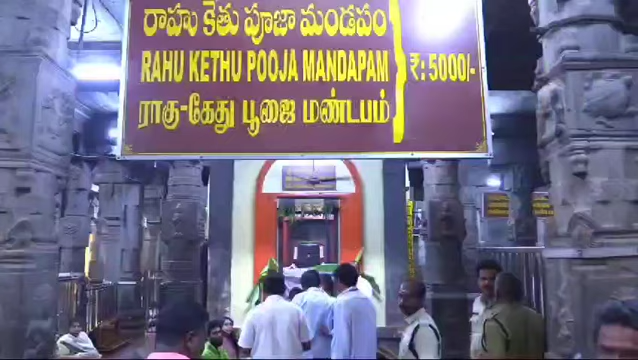 రాహు కేతు పూజా మండపం
RAHU KETHU POOJA MANDAPAM
ராகு-கேது பூஜை மண்டபம்
₹: 5000/-